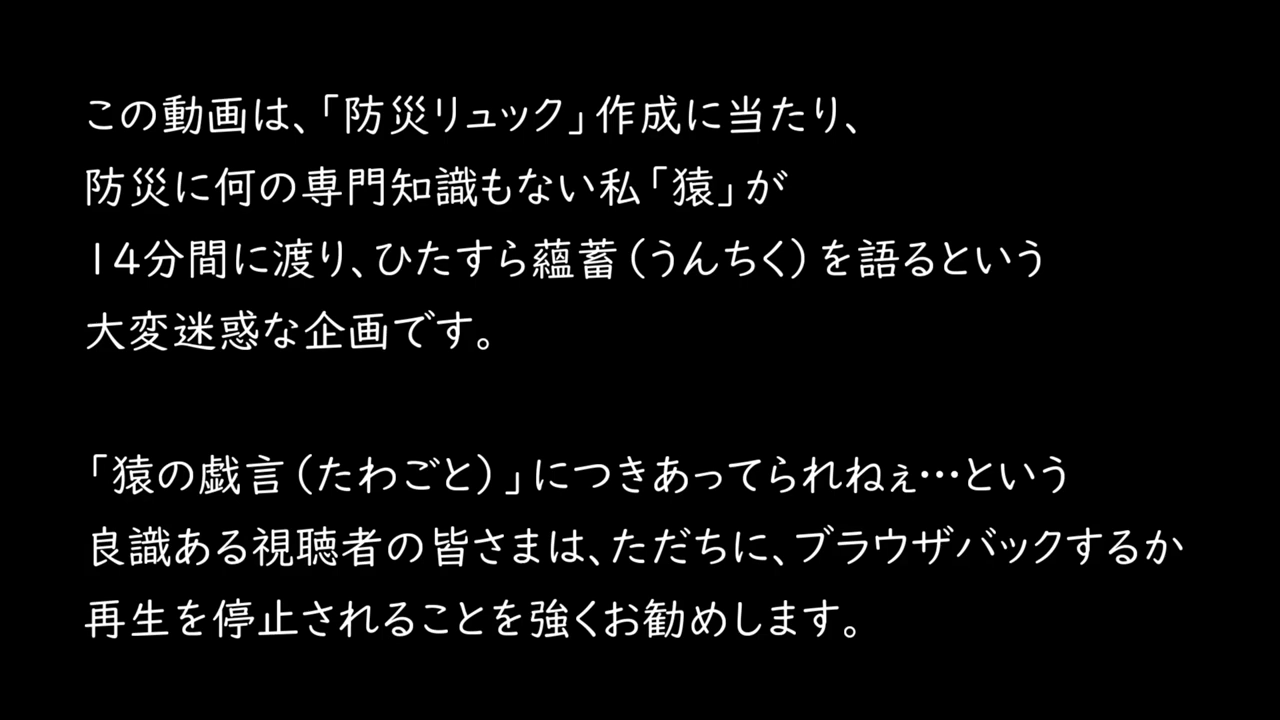 この動画は、「防災リュック」作成に当たり、
防災に何の専門知識もない私「猿」が
14分間に渡り、ひたすら蘊蓄（うんちく）を語るという
大変迷惑な企画です。
「猿の戯言（たわごと）」につきあってられねぇ…という
良識ある視聴者の皆さまは、ただちに、ブラウザバックするか
再生を停止されることを強くお勧めします。